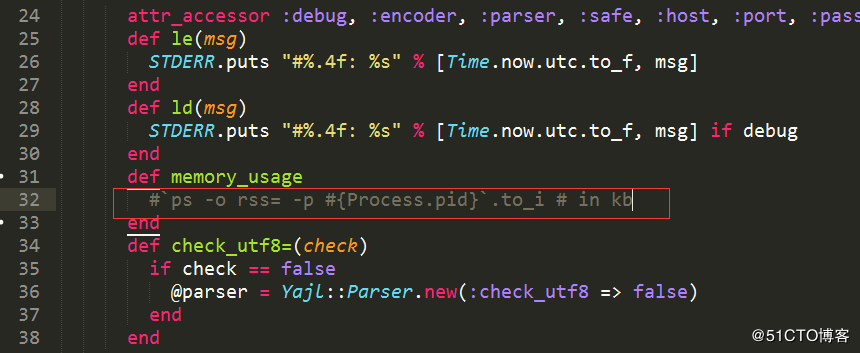 24 attr_accessor :debug, :encoder, :parser, :safe, :host, :port, :pass
25 def le(msg)
26 STDERR.puts "#%.4f: %s" % [Time.now.utc.to_f, msg]
27 end
28 def ld(msg)
29 STDERR.puts "#%.4f: %s" % [Time.now.utc.to_f, msg] if debug
30 end
31 def memory_usage
32 #`ps -o rss= -p #{Process.pid}`.to_i # in kb
33 end
34 def check_utf8=(check)
35 if check == false
36 @parser = Yajl::Parser.new(:check_utf8 => false)
37 end
38 end
@51CTO博客